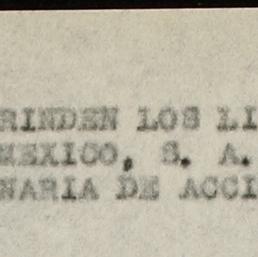 RINDEN LOS LI
MEXICO, S. A.
NARIA DE ACCI